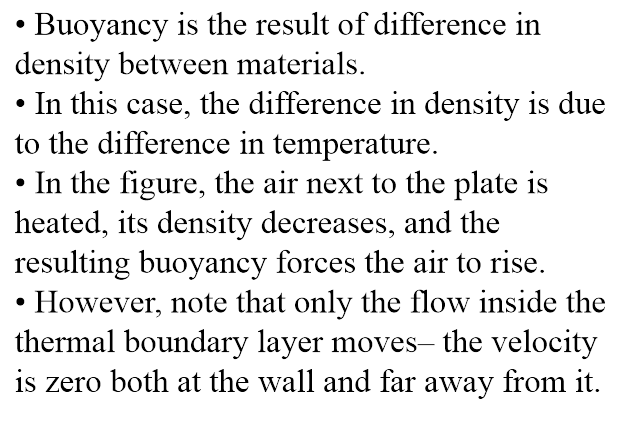 • Buoyancy is the result of difference in
density between materials.
• In this case, the difference in density is due
to the difference in temperature.
• In the figure, the air next to the plate is
heated, its density decreases, and the
resulting buoyancy forces the air to rise.
• However, note that only the flow inside the
thermal boundary layer moves– the velocity
is zero both at the wall and far away from it.